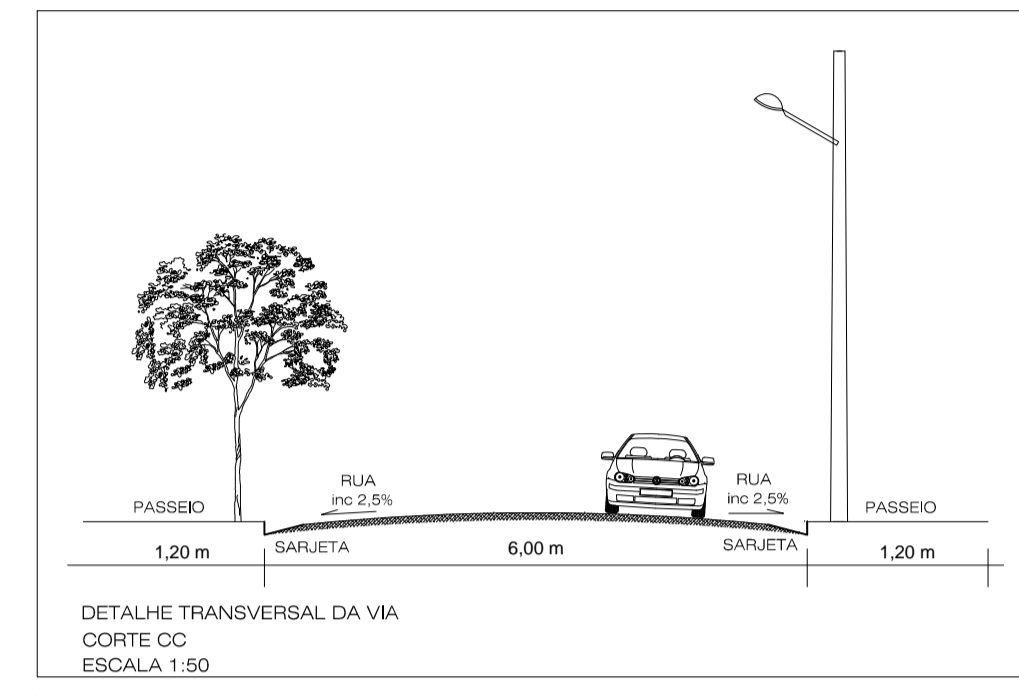 RUA
inc 2,5%
RUA
inc 2,5%
PASSEIO
PASSEIO
SARJETA
SARJETA
1,20 m
6,00 m
1,20 m
DETALHE TRANSVERSAL DA VIA
CORTE CC
ESCALA 1:50